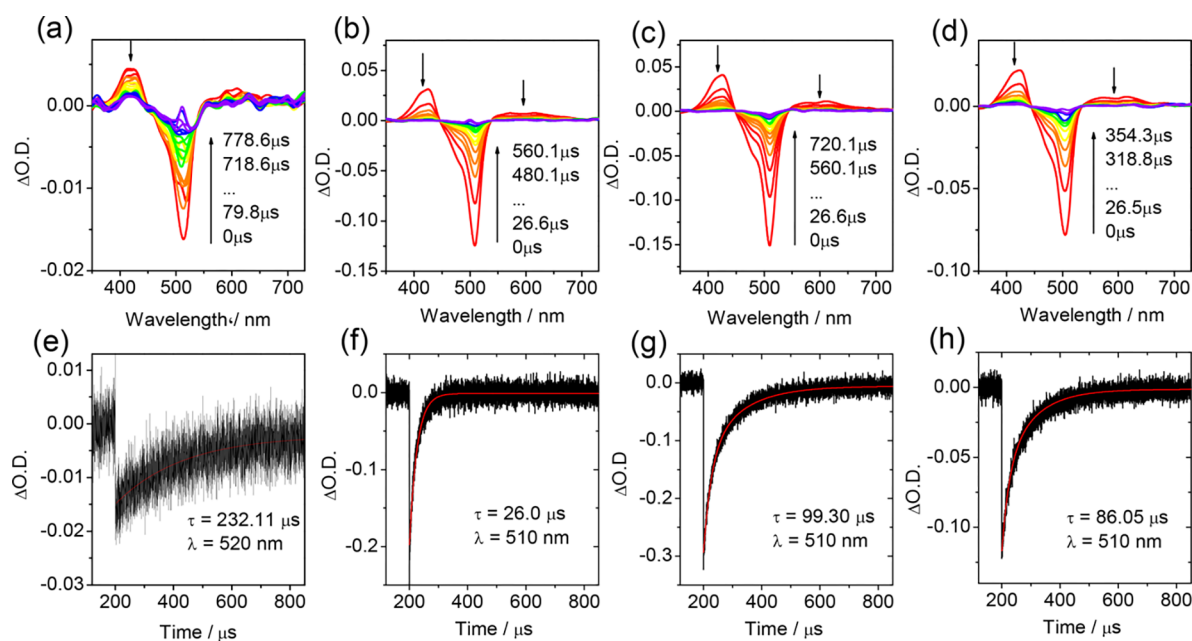 (a)
0.00
-0.01
-0.02
ΔO.D.
400 500 600 700
Wavelength / nm
778.6μs
718.6μs
...
79.8μs
0μs
(b)
0.05
0.00
-0.05
-0.10
-0.15
ΔO.D.
400 500 600 700
Wavelength / nm
560.1μs
480.1μs
...
26.6μs
0μs
(c)
0.05
0.00
-0.05
-0.10
-0.15
ΔO.D.
400 500 600 700
Wavelength / nm
720.1μs
560.1μs
...
26.6μs
0μs
(d)
0.05
0.00
-0.05
-0.10
ΔO.D.
400 500 600 700
Wavelength / nm
354.3μs
318.8μs
...
26.5μs
0μs
(e)
0.01
0.00
-0.01
-0.02
-0.03
ΔO.D.
200 400 600 800
Time / μs
τ = 232.11 μs
λ = 520 nm
(f)
0.0
-0.1
-0.2
ΔO.D.
200 400 600 800
Time / μs
τ = 26.0 μs
λ = 510 nm
(g)
0.0
-0.1
-0.2
-0.3
ΔO.D
200 400 600 800
Time / μs
τ = 99.30 μs
λ = 510 nm
(h)
0.00
-0.05
-0.10
ΔO.D.
200 400 600 800
Time / μs
τ = 86.05 μs
λ = 510 nm